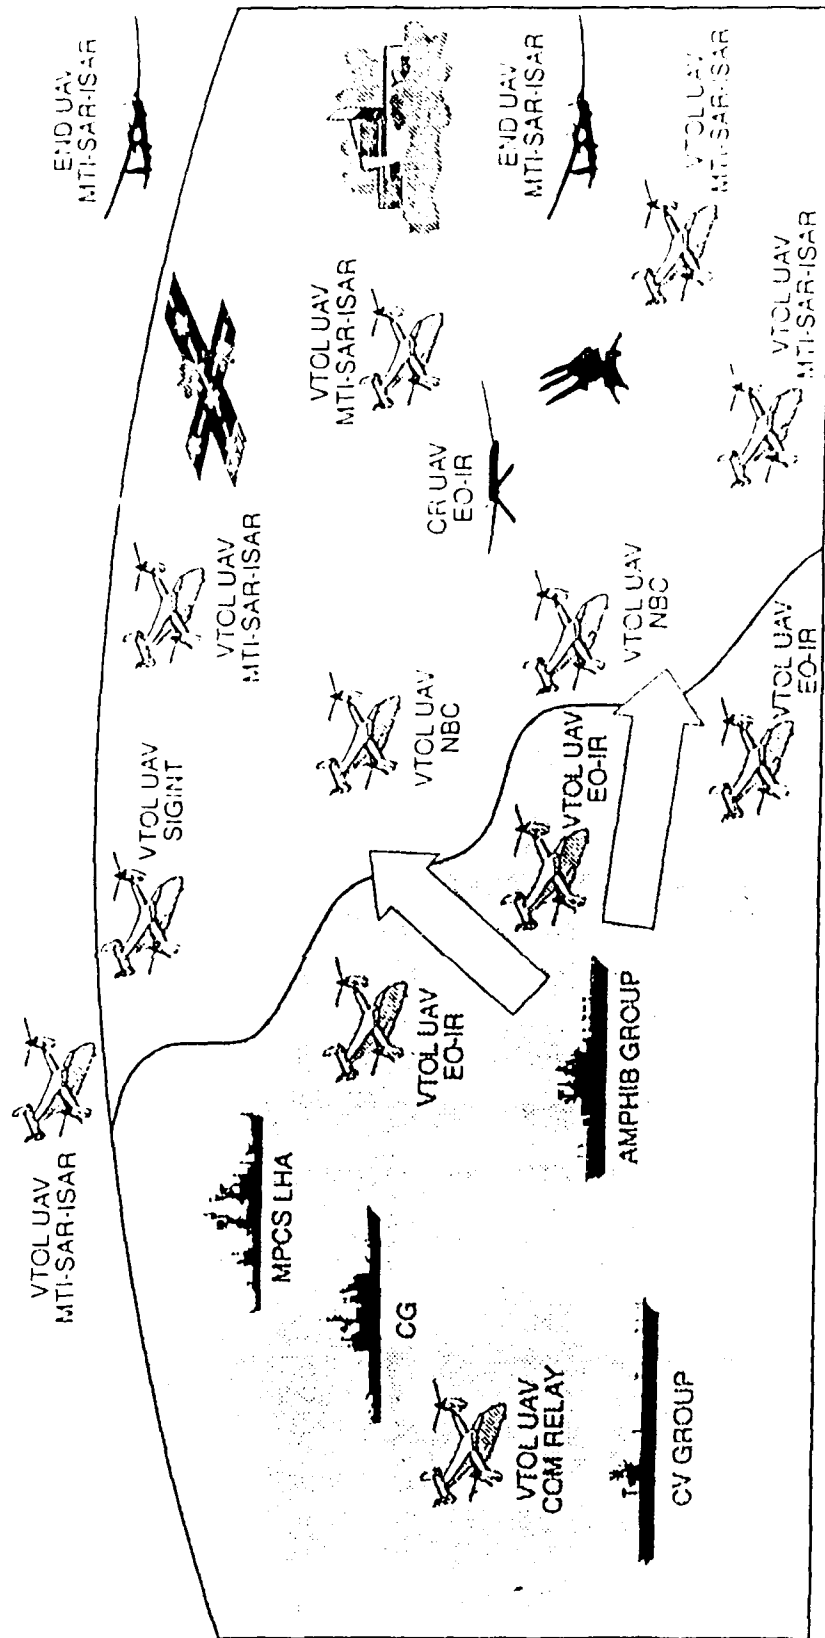 VTOL UAV
MTI-SAR-ISAR
END UAV
MTI-SAR-ISAR
VTOL UAV
SIGINT
VTOL UAV
MTI-SAR-ISAR
MPCS LHA
VTOL UAV
MTI-SAR-ISAR
CG
VTOL UAV
EO-IR
VTOL UAV
NBC
CR UAV
EO-IR
END UAV
MTI-SAR-ISAR
VTOL UAV
COM RELAY
VTOL UAV
EO-IR
AMPHIB GROUP
VTOL UAV
NBC
CV GROUP
VTOL UAV
MTI-SAR-ISAR
VTOL UAV
EO-IR
VTOL UAV
MTI-SAR-ISAR